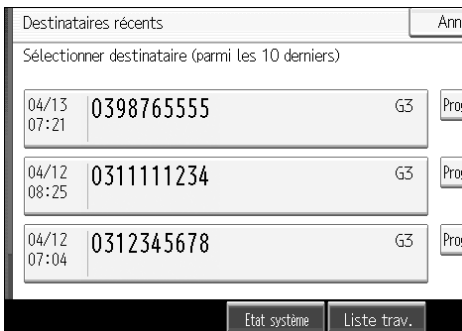 Destinataires récents
Ann
Sélectionner destinataire (parmi les 10 derniers)
04/13
07:21
0398765555
G3
04/12
08:25
0311111234
G3
04/12
07:04
0312345678
G3
Etat système
Liste trav.